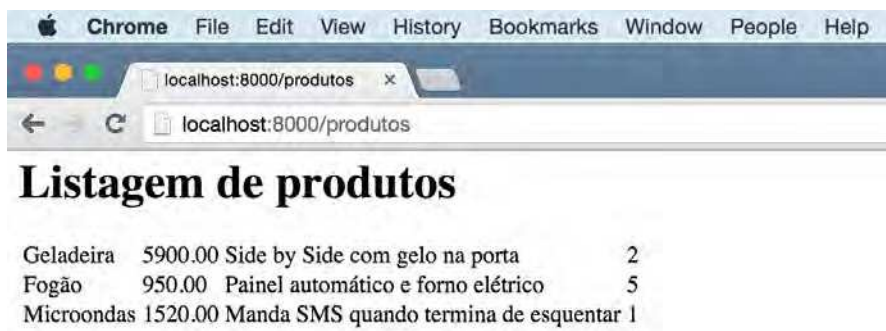 Chrome File Edit View History Bookmarks Window People Help
localhost:8000/produtos ×
localhost:8000/produtos
Listagem de produtos
Geladeira 5900.00 Side by Side com gelo na porta 2
Fogão 950.00 Painel automático e forno elétrico 5
Microondas 1520.00 Manda SMS quando termina de esquentar 1